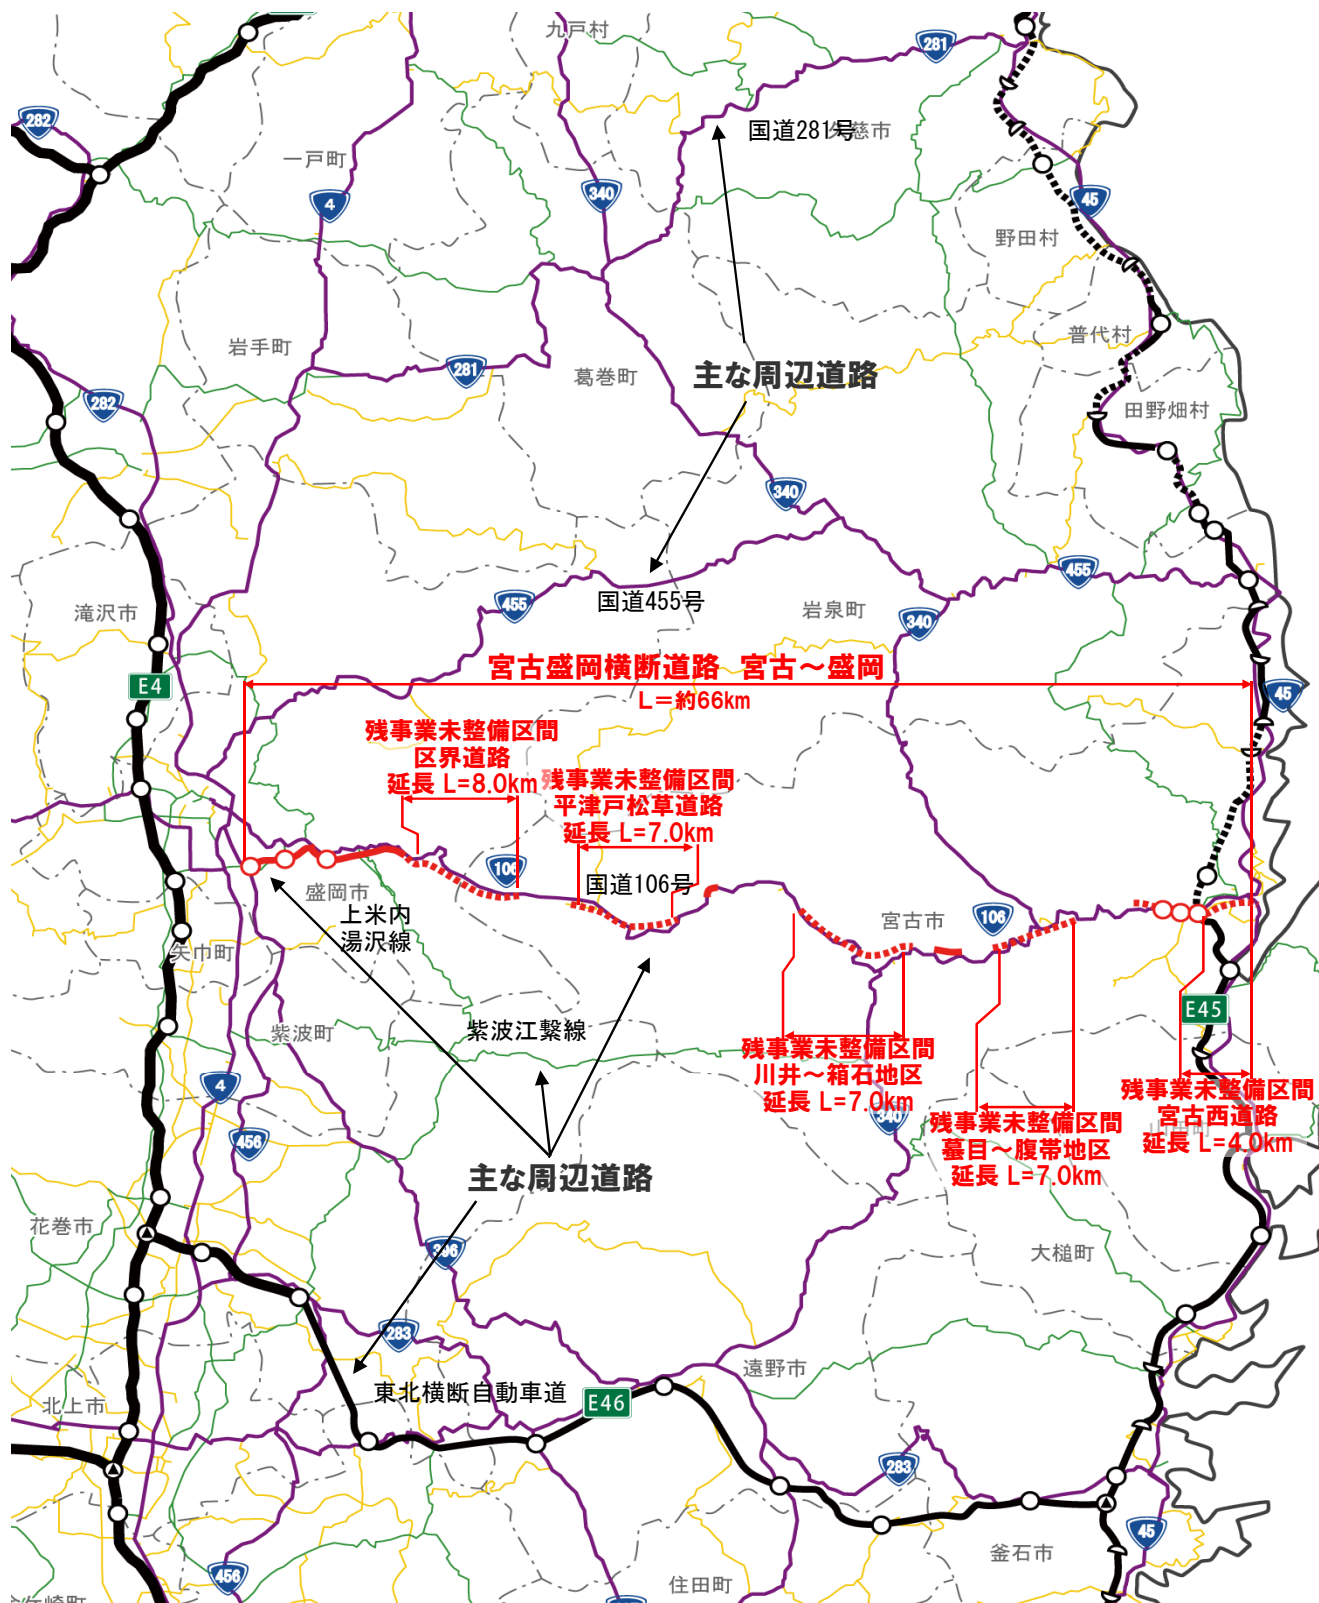 九戸村
281
282
国道281号
久慈市
一戸町
4
340
45
野田村
岩手町
普代村
281
葛巻町
主な周辺道路
282
田野畑村
340
455
455
国道455号
岩泉町
340
滝沢市
宮古盛岡横断道路 宮古～盛岡
E4
L=約66km
45
残事業未整備区間
区界道路
延長 L=8.0km
残事業未整備区間
平津戸松草道路
延長 L=7.0km
106
国道106号
盛岡市
宮古市
106
上米内
湯沢線
矢巾町
紫波町
紫波江繋線
E45
残事業未整備区間
川井～箱石地区
延長 L=7.0km
4
340
残事業未整備区間
宮古西道路
延長 L=4.0km
山田町
456
残事業未整備区間
蟇目～腹帯地区
延長 L=7.0km
主な周辺道路
花巻市
396
大槌町
283
遠野市
東北横断自動車道
E46
北上市
283
45
釜石市
456
住田町
金ケ崎町